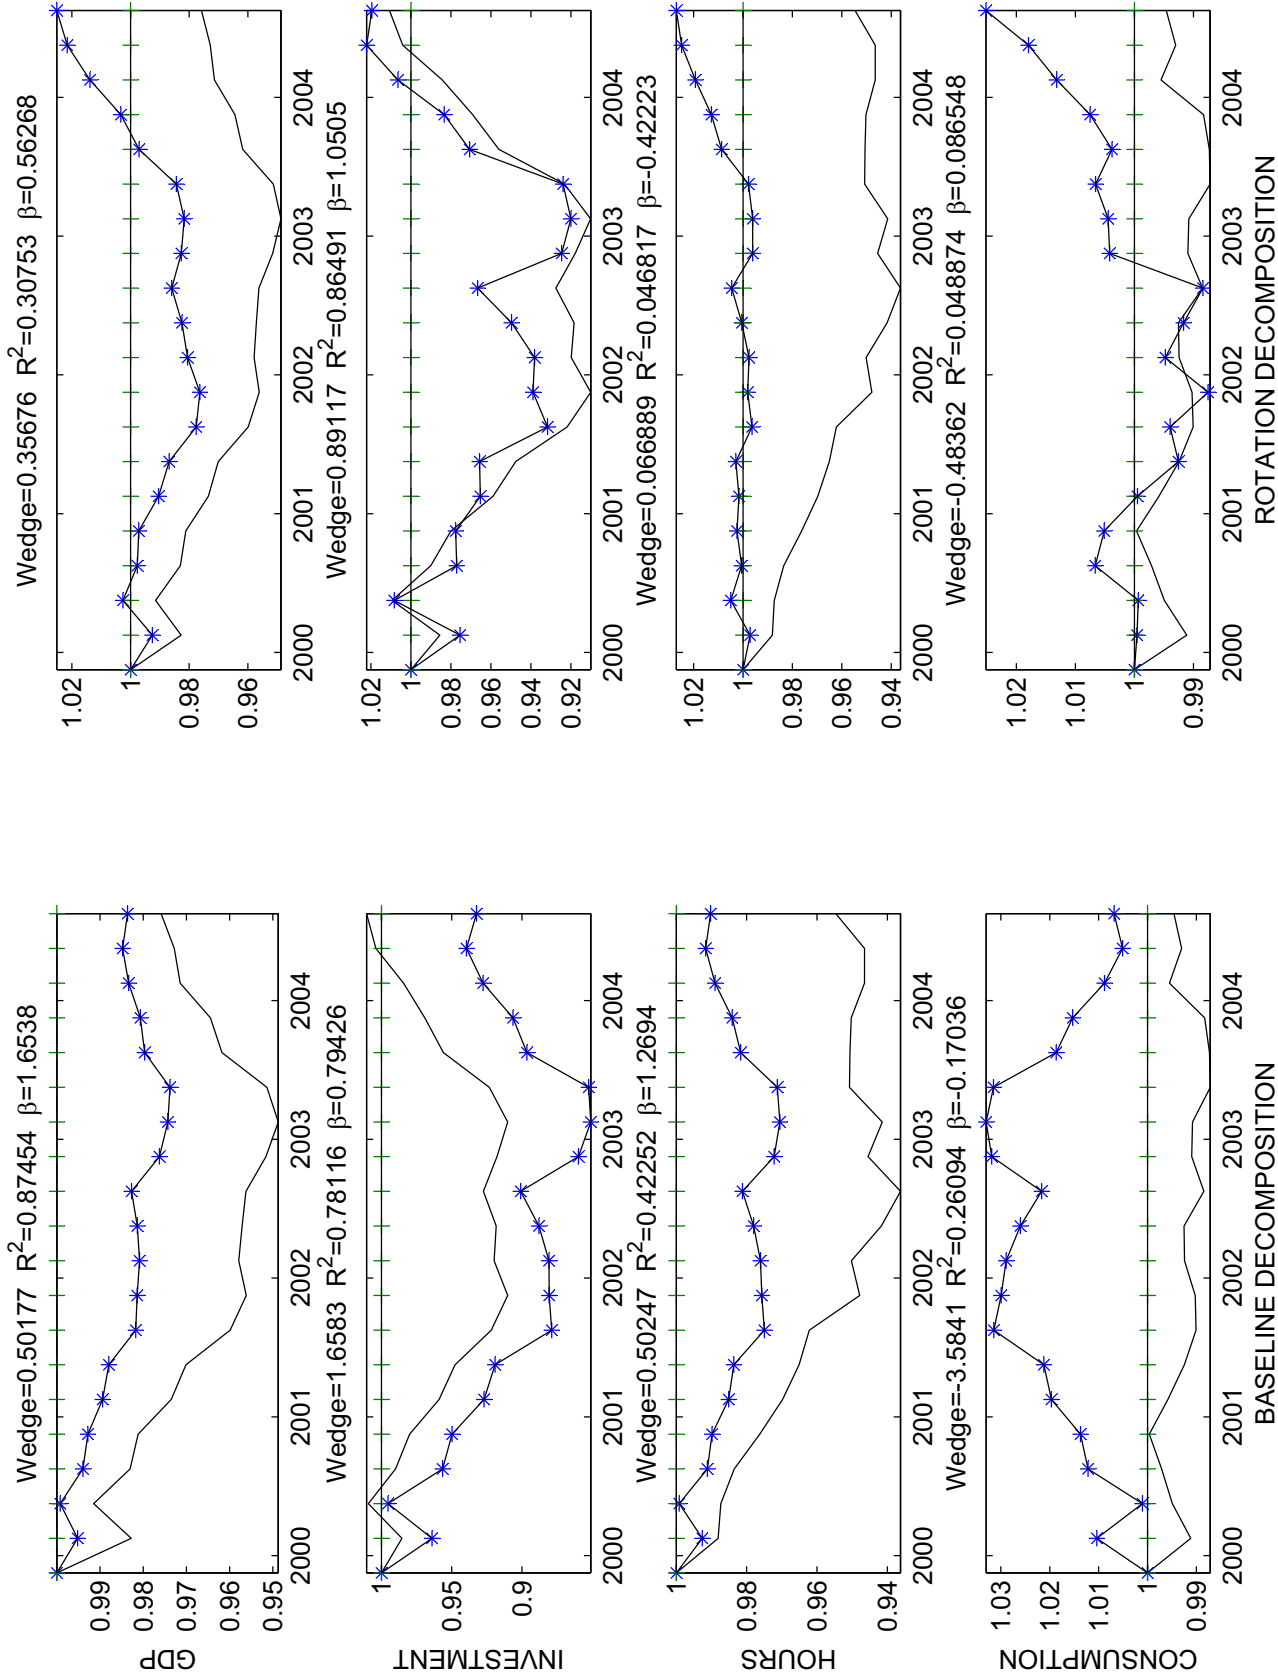 Wedge=0.50177 R²=0.87454 β=1.6538
GDP
0.99
0.98
0.97
0.96
0.95
2000 2001 2002 2003 2004
Wedge=0.35676 R²=0.30753 β=0.56268
1.02
1
0.98
0.96
2000 2001 2002 2003 2004
Wedge=1.6583 R²=0.78116 β=0.79426
INVESTMENT
1
0.95
0.9
2000 2001 2002 2003 2004
Wedge=0.89117 R²=0.86491 β=1.0505
1.02
1
0.98
0.96
0.94
0.92
2000 2001 2002 2003 2004
Wedge=0.50247 R²=0.42252 β=1.2694
HOURS
1
0.98
0.96
0.94
2000 2001 2002 2003 2004
Wedge=0.066889 R²=0.046817 β=-0.42223
1
0.98
0.96
0.94
2000 2001 2002 2003 2004
Wedge=-3.5841 R²=0.26094 β=-0.17036
CONSUMPTION
1.03
1.02
1.01
1
0.99
2000 2001 2002 2003 2004
BASELINE DECOMPOSITION
Wedge=-0.48362 R²=0.048874 β=0.086548
1.02
1.01
1
0.99
2000 2001 2002 2003 2004
ROTATION DECOMPOSITION